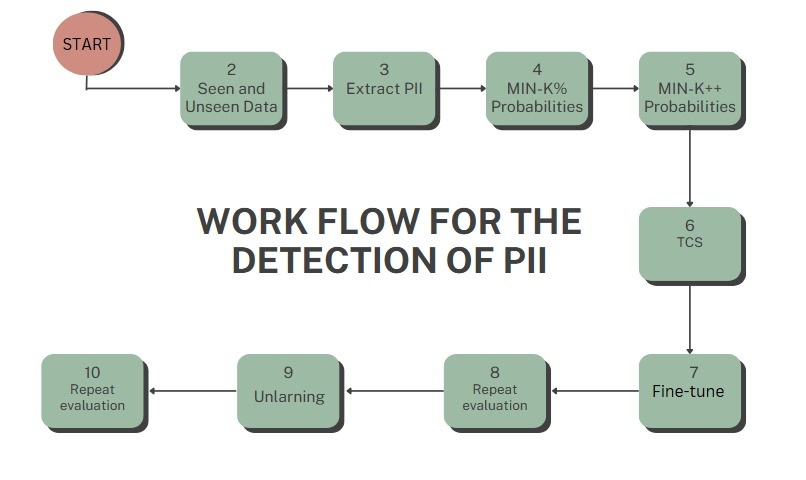 START
2
Seen and
Unseen Data
3
Extract PII
4
MIN-K%
Probabilities
5
MIN-K++
Probabilities
WORK FLOW FOR THE
DETECTION OF PII
6
TCS
7
Fine-tune
8
Repeat
evaluation
9
Unlarning
10
Repeat
evaluation